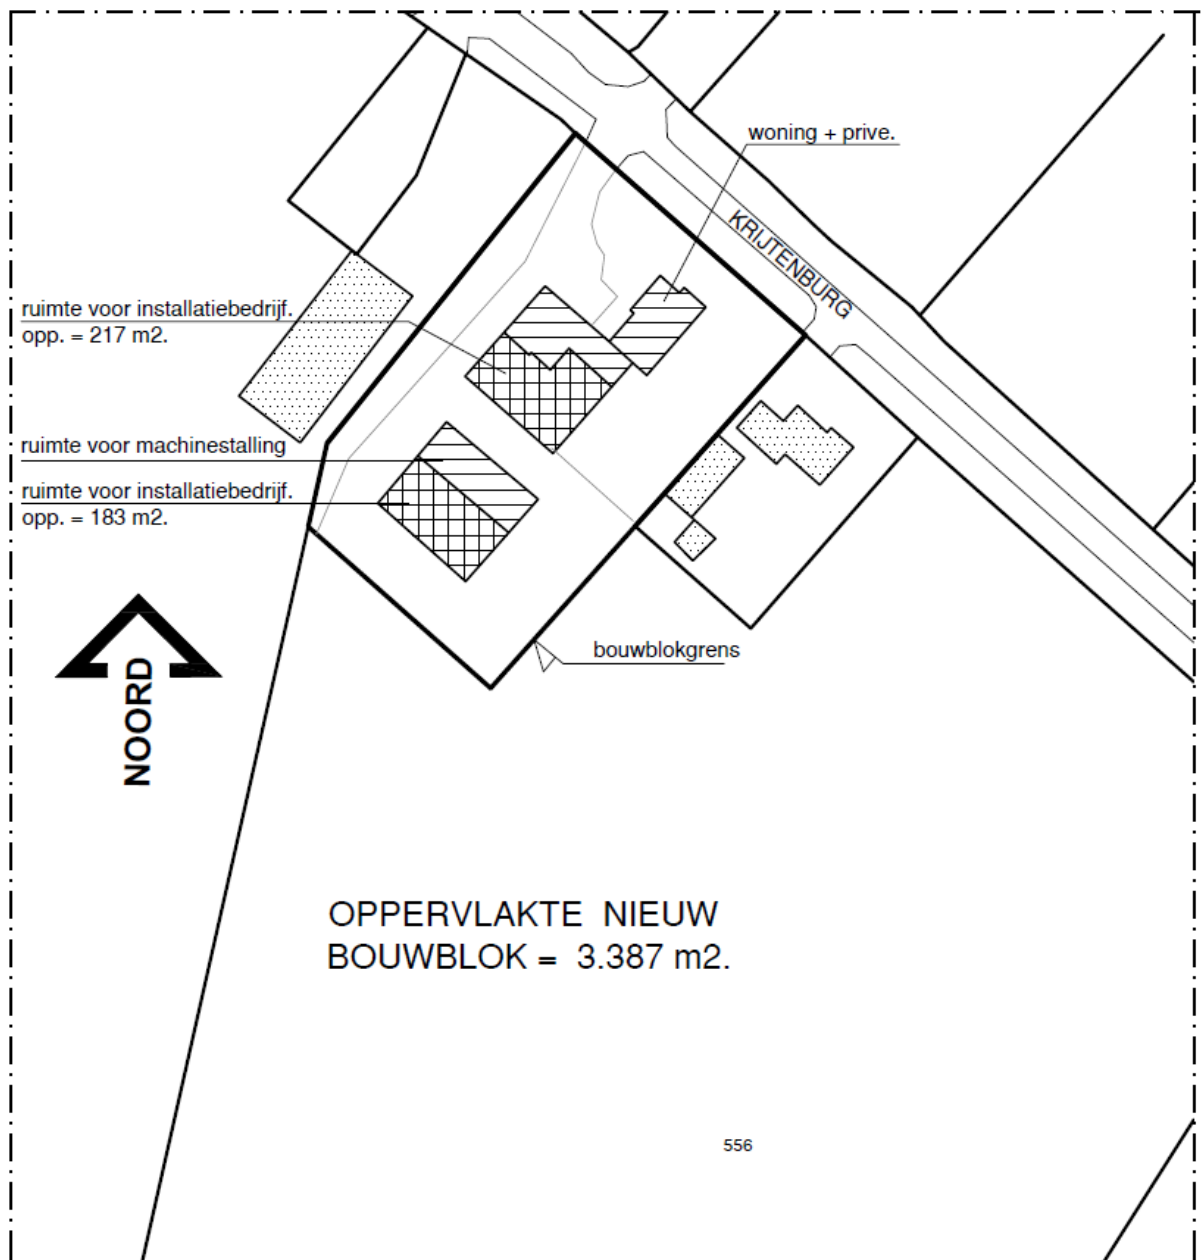 woning + prive.
KRIJTENBURG
ruimte voor installatiebedrijf.
opp. = 217 m2.
ruimte voor machinestalling
ruimte voor installatiebedrijf.
opp. = 183 m2.
bouwblokgrens
NOORD
OPPERVLAKTE NIEUW
BOUWBLOK = 3.387 m2.
556